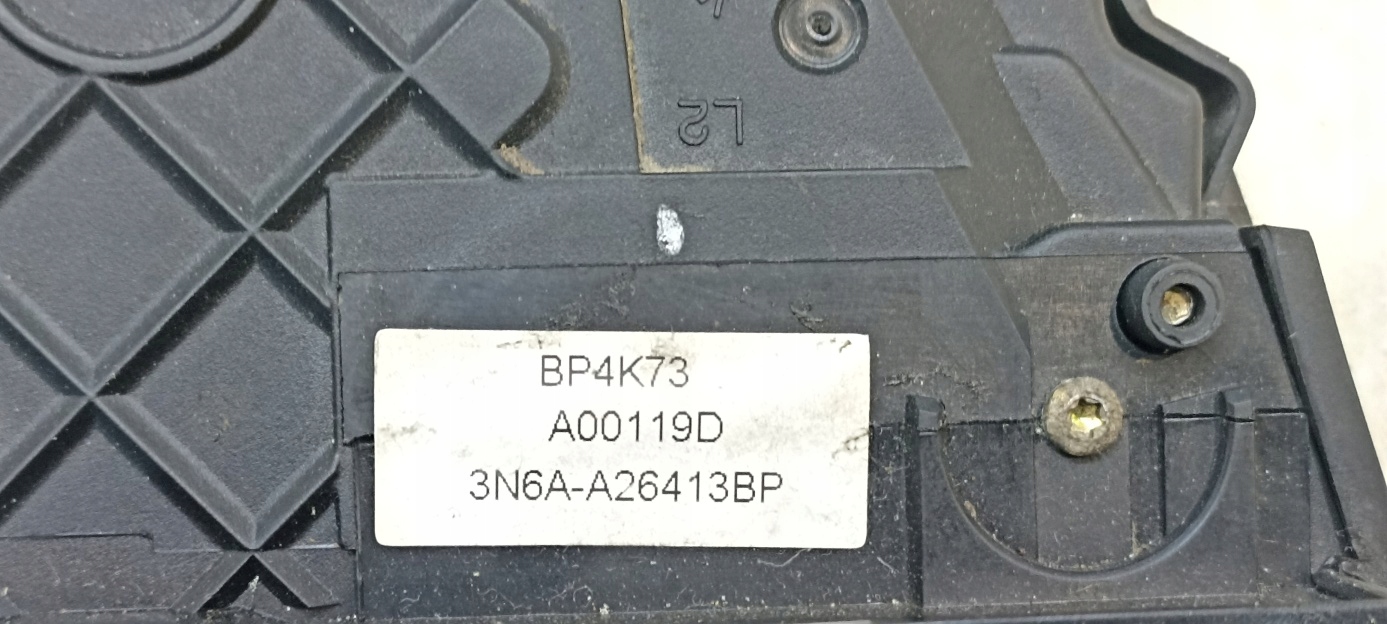 L2
BP4K73
A00119D
3N6A-A26413BP